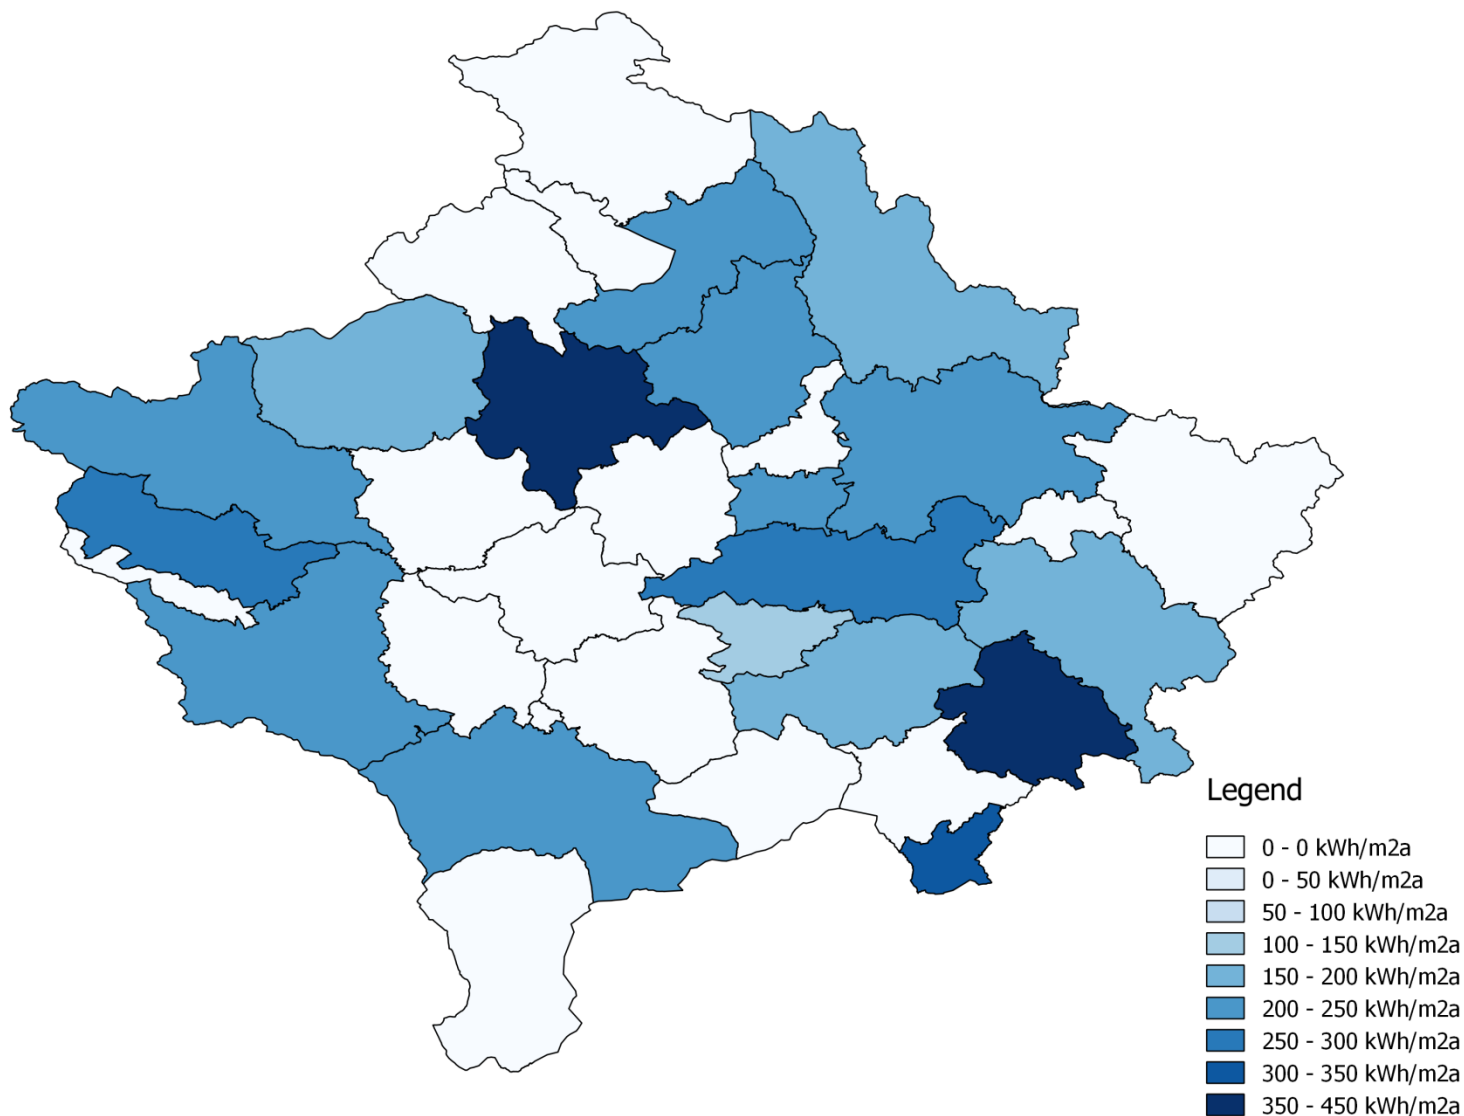 Legend
0 - 0 kWh/m2a
0 - 50 kWh/m2a
50 - 100 kWh/m2a
100 - 150 kWh/m2a
150 - 200 kWh/m2a
200 - 250 kWh/m2a
250 - 300 kWh/m2a
300 - 350 kWh/m2a
350 - 450 kWh/m2a